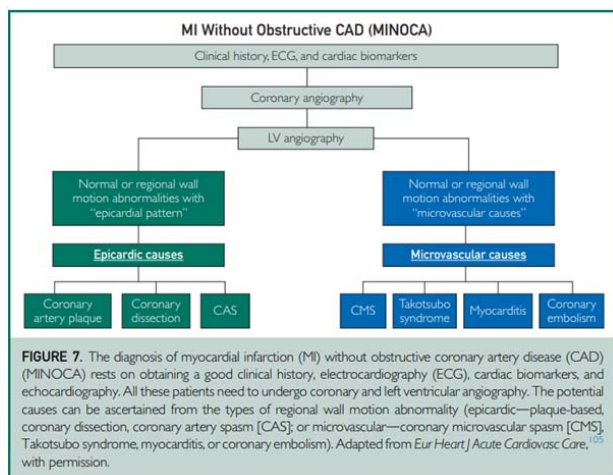 MI Without Obstructive CAD (MINOCA)
Clinical history, ECG, and cardiac biomarkers
Coronary angiography
LV angiography
Normal or regional wall
motion abnormalities with
“epicardial pattern”
Normal or regional wall
motion abnormalities with
“microvascular causes”
Epicardic causes
Microvascular causes
Coronary
artery plaque
Coronary
dissection
CAS
CMS
Takotsubo
syndrome
Myocarditis
Coronary
embolism
FIGURE 7. The diagnosis of myocardial infarction (MI) without obstructive coronary artery disease (CAD)
(MINOCA) rests on obtaining a good clinical history, electrocardiography (ECG), cardiac biomarkers, and
echocardiography. All these patients need to undergo coronary and left ventricular angiography. The potential
causes can be ascertained from the types of regional wall motion abnormality (epicardic—plaque-based,
coronary dissection, coronary artery spasm [CAS]; or microvascular—coronary microvascular spasm [CMS],
Takotsubo syndrome, myocarditis, or coronary embolism). Adapted from Eur Heart J Acute Cardiovasc Care,105
with permission.